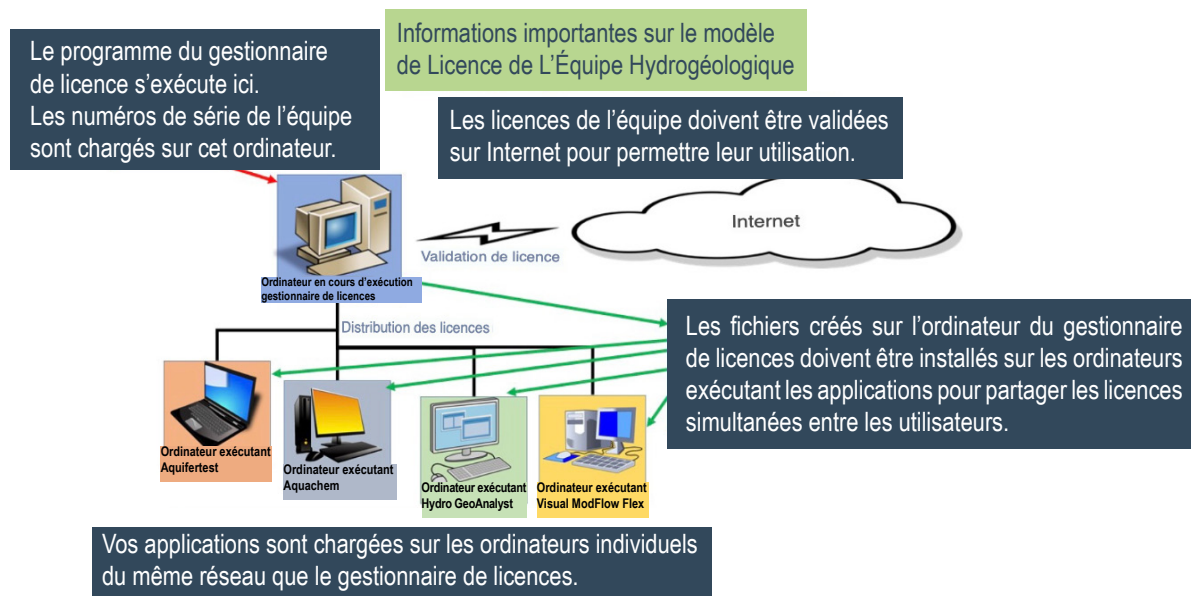 Informations importantes sur le modèle
de Licence de L’Équipe Hydrogéologique
Le programme du gestionnaire
de licence s’exécute ici.
Les numéros de série de l’équipe
sont chargés sur cet ordinateur.
Les licences de l’équipe doivent être validées
sur Internet pour permettre leur utilisation.
Internet
Validation de licence
Ordinateur en cours d’exécution
gestionnaire de licences
Distribution des licences
Les fichiers créés sur l’ordinateur du gestionnaire
de licences doivent être installés sur les ordinateurs
exécutant les applications pour partager les licences
simultanées entre les utilisateurs.
Ordinateur exécutant
Aquifertest
Ordinateur exécutant
Aquachem
Ordinateur exécutant
Hydro GeoAnalyst
Ordinateur exécutant
Visual ModFlow Flex
Vos applications sont chargées sur les ordinateurs individuels
du même réseau que le gestionnaire de licences.